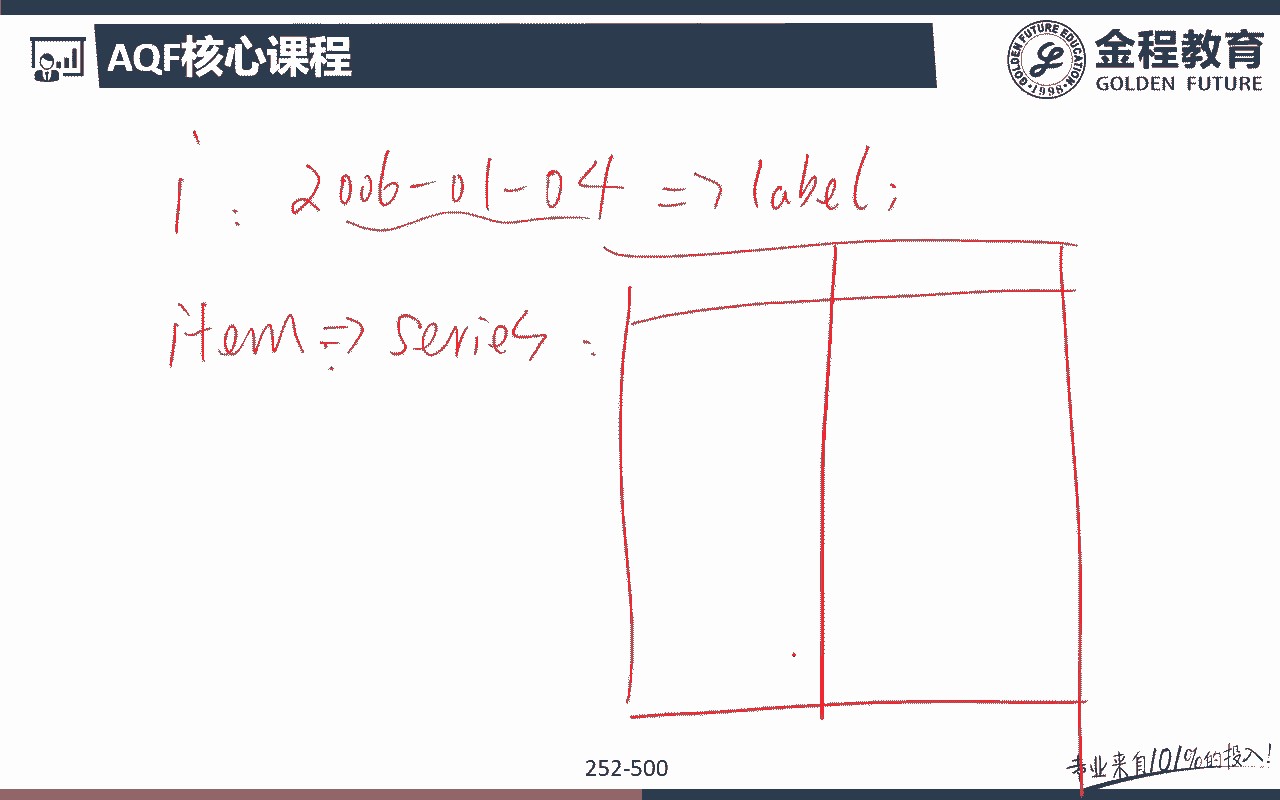 AQF核心课程
金程教育
GOLDEN FUTURE
GOLDEN FUTURE EDUCATION
·1998·
i : 2006-01-04 => label;
item => series :
252-500
专业来自101%的投入!